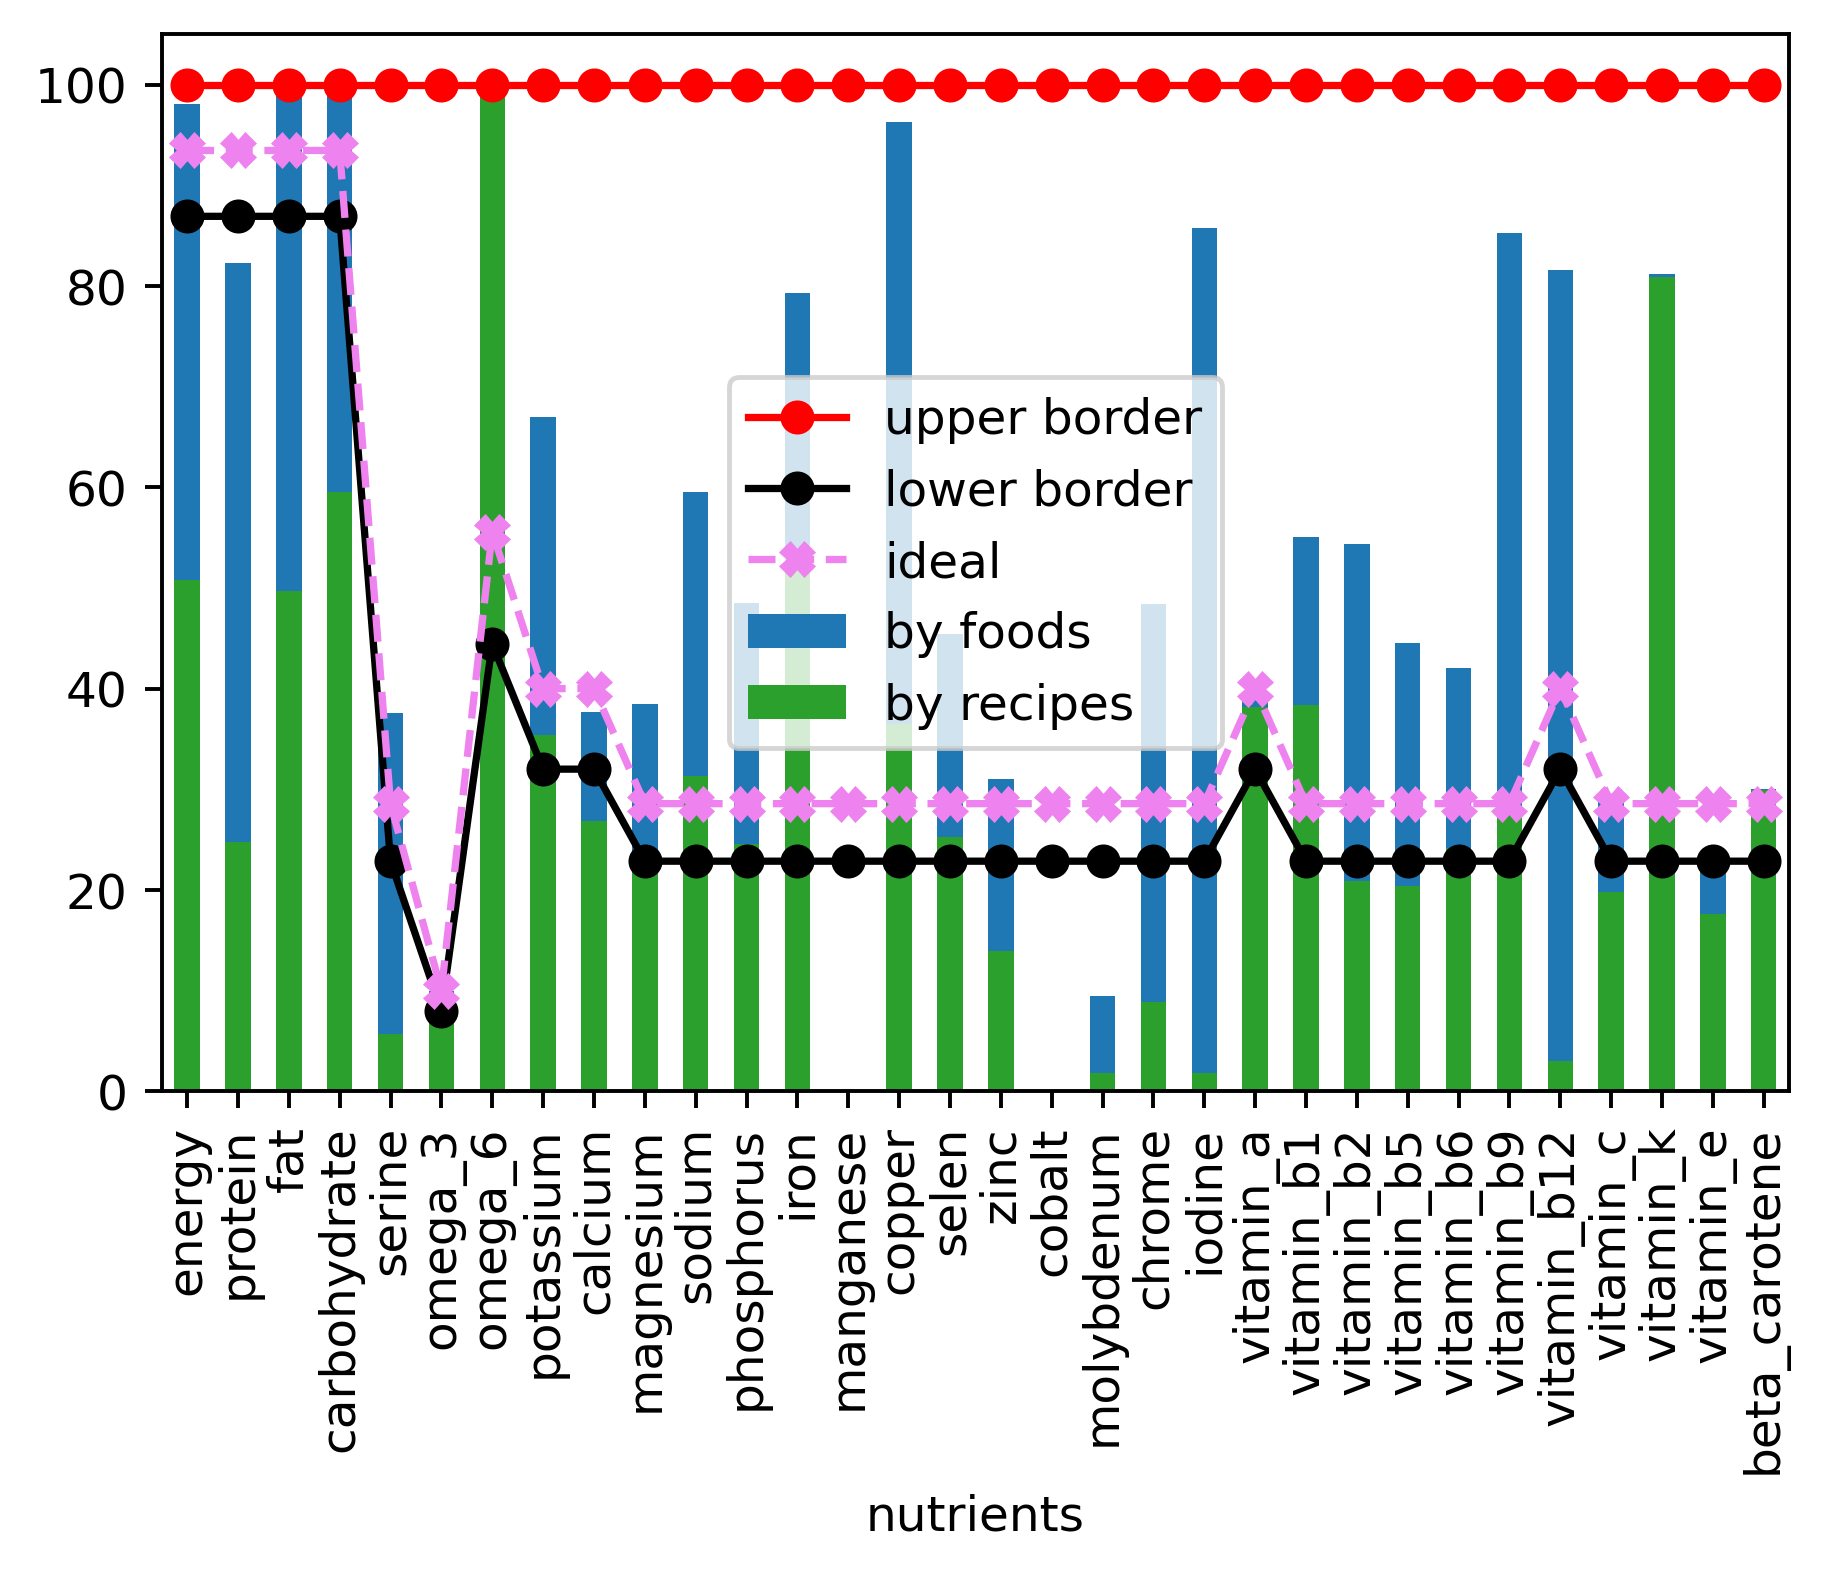 100
80
60
40
20
0
upper border
lower border
ideal
by foods
by recipes
energy
protein
fat
carbohydrate
serine
omega_3
omega_6
potassium
calcium
magnesium
sodium
phosphorus
iron
manganese
copper
selen
zinc
cobalt
molybdenum
chrome
iodine
vitamin_a
vitamin_b1
vitamin_b2
vitamin_b5
vitamin_b6
vitamin_b9
vitamin_b12
vitamin_c
vitamin_k
vitamin_e
beta_carotene
nutrients